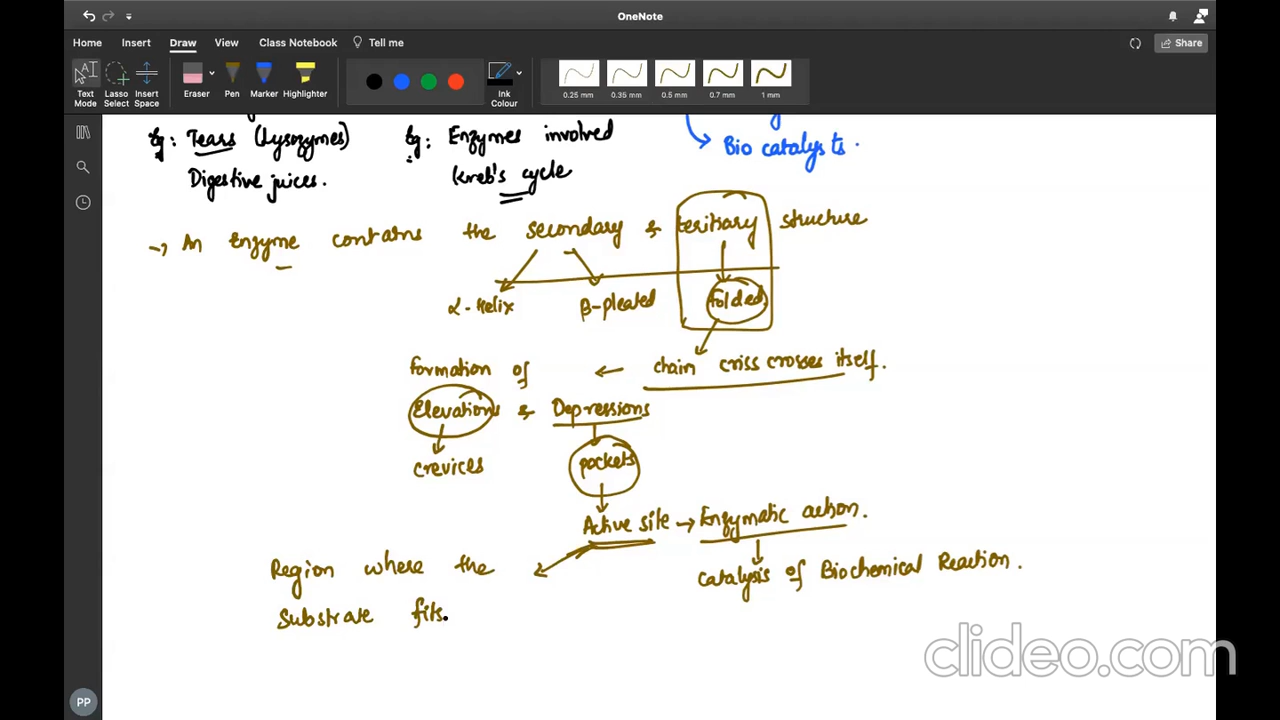 OneNote
Home Insert Draw View Class Notebook Tell me
Share
Text Mode
Lasso Select
Insert Space
Eraser
Pen
Marker
Highlighter
Ink Colour
0.25 mm 0.35 mm 0.5 mm 0.7 mm 1 mm
Eg: Tears (Lysozymes)
Digestive juices.
Eg: Enzymes involved
Kreb's cycle
Bio catalysts.
→ An enzyme contains the secondary & teritiary structure
α-Helix β-pleated folded
formation of ← chain criss crosses itself.
Elevations & Depressions
crevices pockets
Active site → Enzymatic action.
Region where the
catalysis of Biochemical Reaction.
Substrate fits
PP
clideo.com